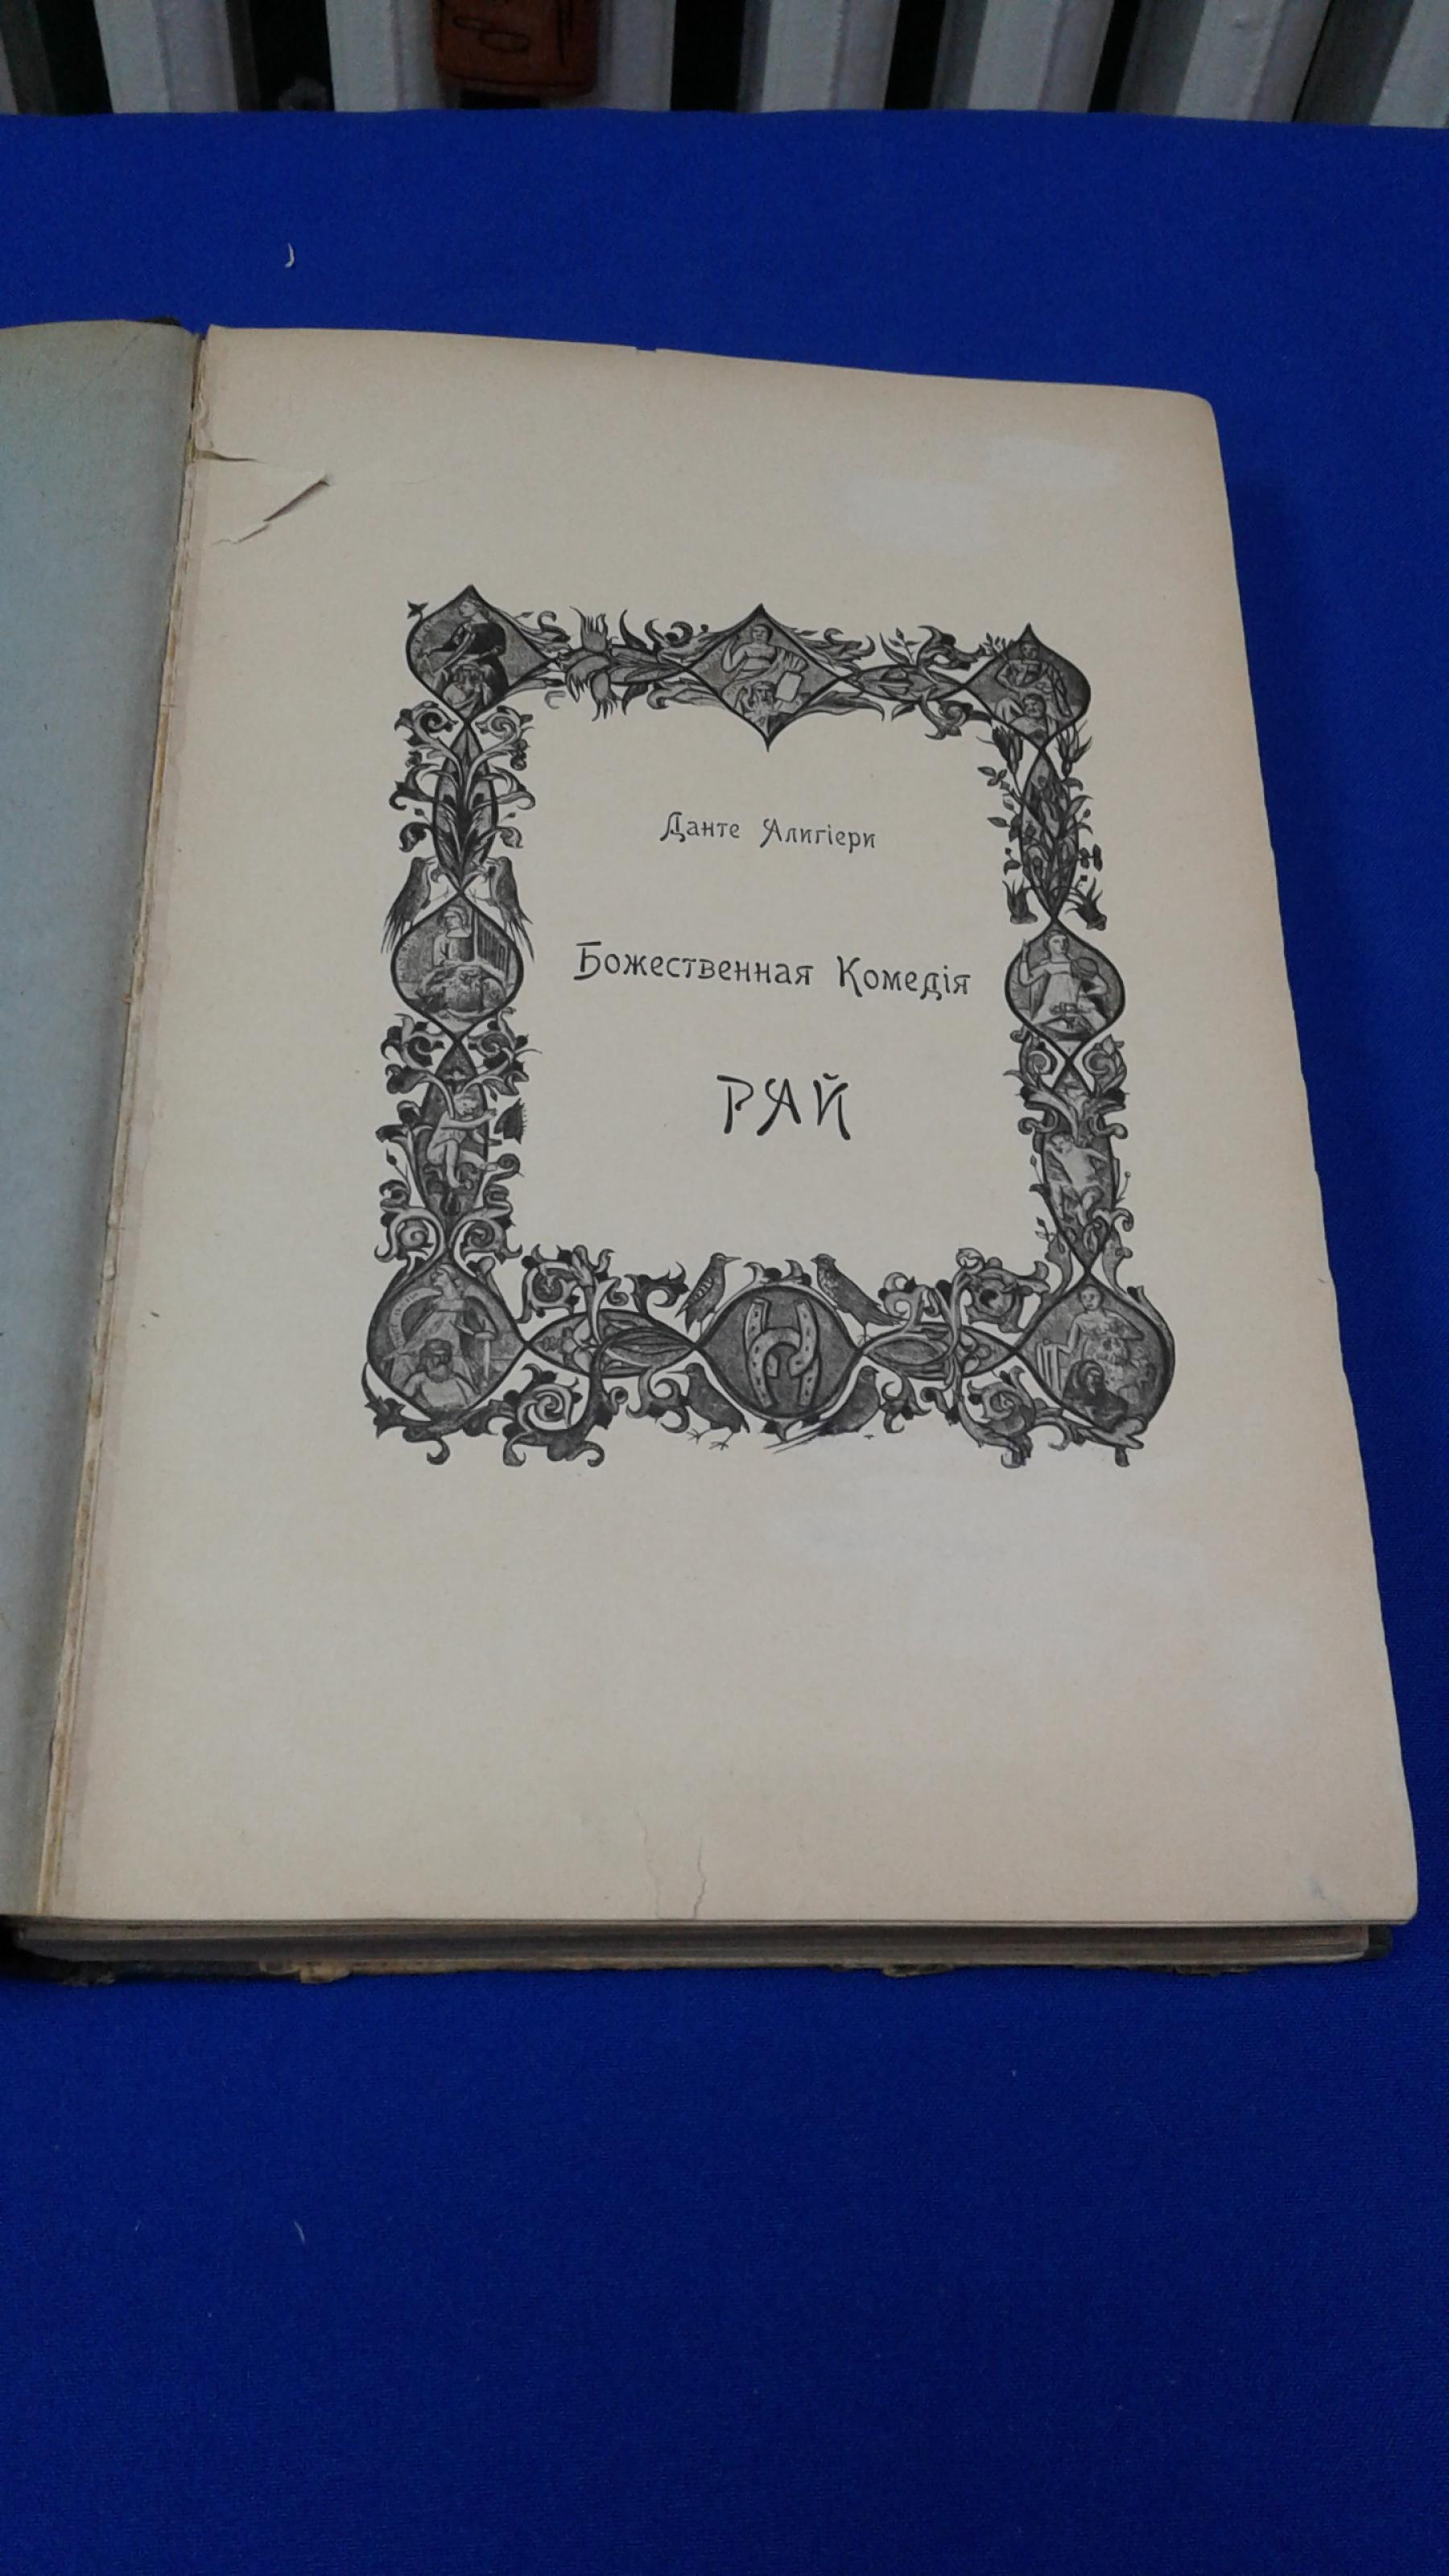 Данте Алигіери
Божественная Комедія
РАЙ